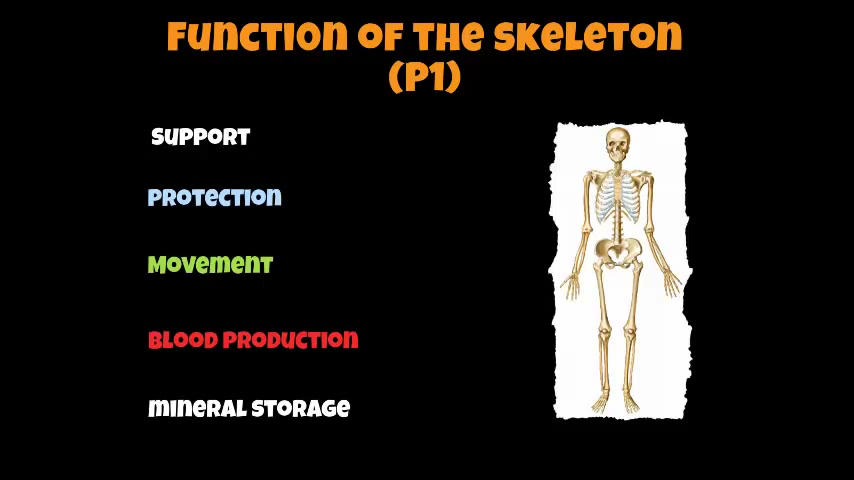 Function of the Skeleton
(P1)
Support
Protection
Movement
Blood Production
Mineral Storage